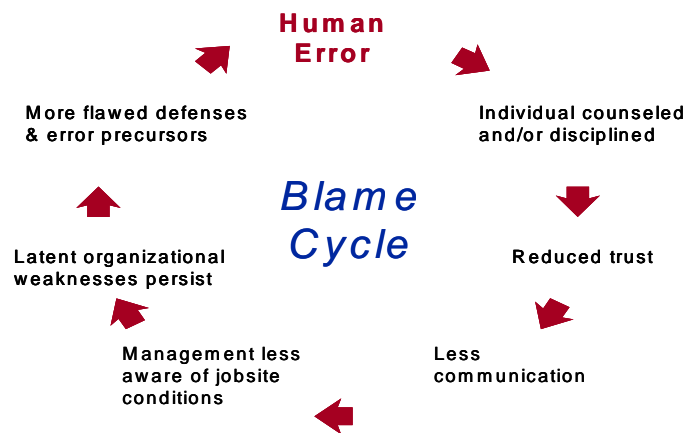 Human
Error
Individual counseled
and/or disciplined
Reduced trust
Less
communication
Management less
aware of jobsite
conditions
Latent organizational
weaknesses persist
More flawed defenses
& error precursors
Blame
Cycle